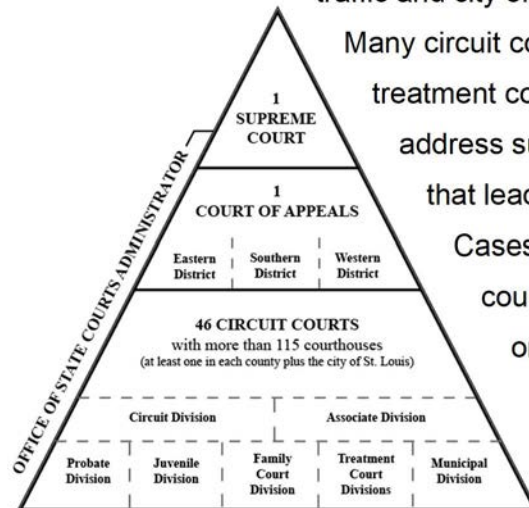 traffic and city or
Many circuit co
treatment co
address su
that lead
Cases
cou
or
1
SUPREME
COURT
OFFICE OF STATE COURTS ADMINISTRATOR
1
COURT OF APPEALS
Eastern District
Southern District
Western District
46 CIRCUIT COURTS
with more than 115 courthouses
(at least one in each county plus the city of St. Louis)
Circuit Division
Associate Division
Probate Division
Juvenile Division
Family Court Division
Treatment Court Divisions
Municipal Division